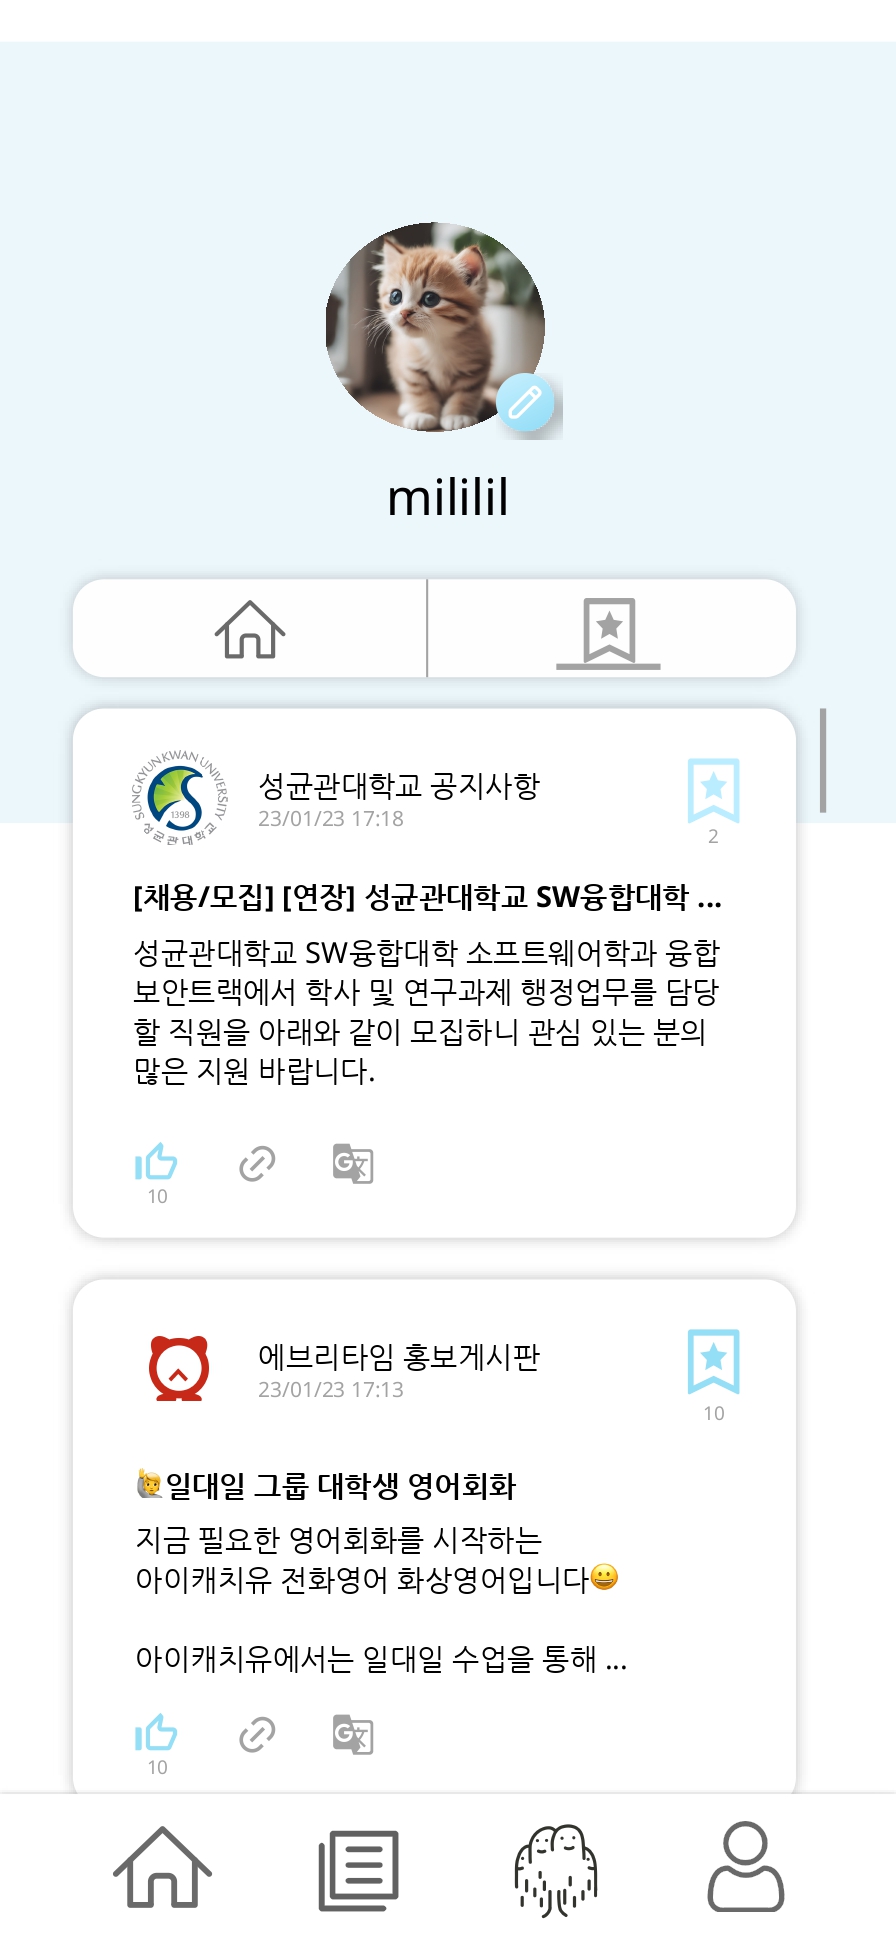 mililil
SUNGKYUNKWAN UNIVERSITY
1398
성균관대학교
성균관대학교 공지사항
23/01/23 17:18
2
[채용/모집] [연장] 성균관대학교 SW융합대학 ...
성균관대학교 SW융합대학 소프트웨어학과 융합
보안트랙에서 학사 및 연구과제 행정업무를 담당
할 직원을 아래와 같이 모집하니 관심 있는 분의
많은 지원 바랍니다.
10
G 文
에브리타임 홍보게시판
23/01/23 17:13
10
🙋일대일 그룹 대학생 영어회화
지금 필요한 영어회화를 시작하는
아이캐치유 전화영어 화상영어입니다😀
아이캐치유에서는 일대일 수업을 통해 ...
10
G 文